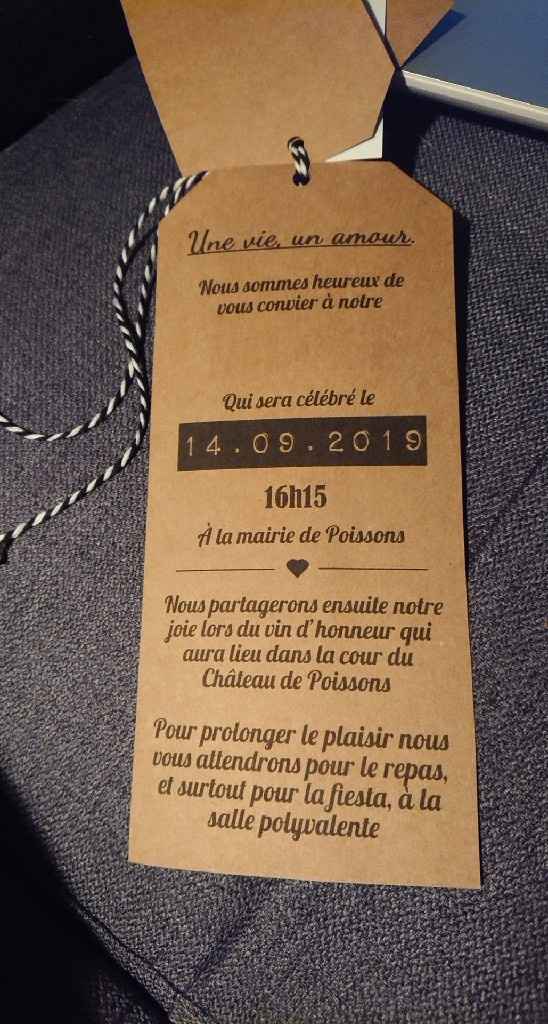 Une vie, un amour.
Nous sommes heureux de
vous convier à notre
Qui sera célébré le
14.09.2019
16h15
À la mairie de Poissons
Nous partagerons ensuite notre
joie lors du vin d'honneur qui
aura lieu dans la cour du
Château de Poissons
Pour prolonger le plaisir nous
vous attendrons pour le repas,
et surtout pour la fiesta, à la
salle polyvalente